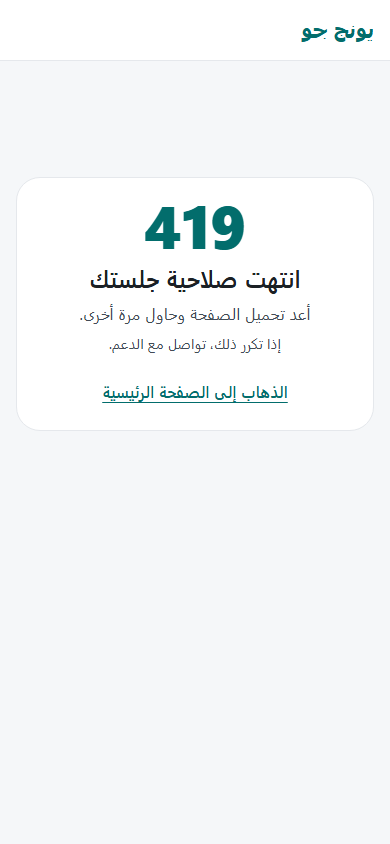 يونج جو
419
انتهت صلاحية جلستك
أعد تحميل الصفحة وحاول مرة أخرى.
إذا تكرر ذلك، تواصل مع الدعم.
الذهاب إلى الصفحة الرئيسية